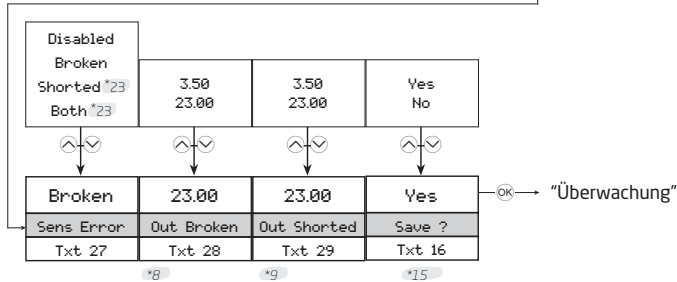 Disabled
Broken
Shorted *23
Both *23
3.50
23.00
3.50
23.00
Yes
No
Broken
23.00
23.00
Yes
OK
"Überwachung"
Sens Error
Out Broken
Out Shorted
Save ?
Txt 27
Txt 28
Txt 29
Txt 16
*8
*9
*15